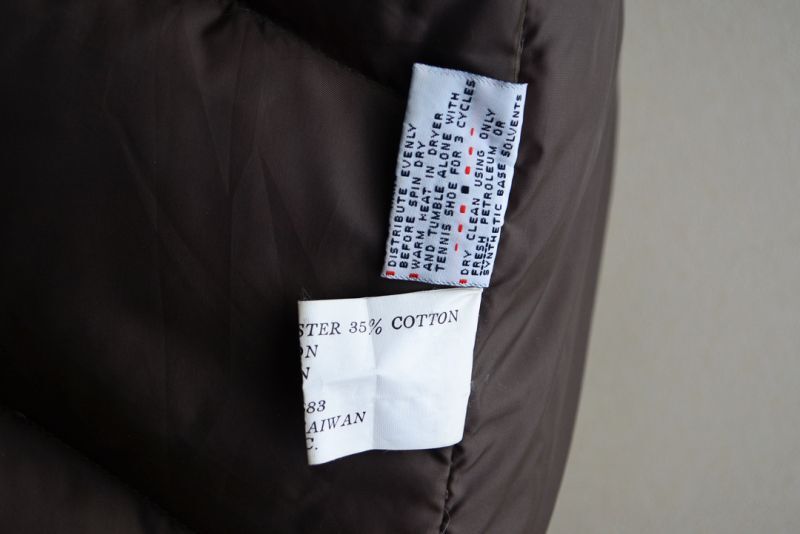 DISTRIBUTE EVENLY
BEFORE SPIN DRY
WARM HEAT IN DRYER
AND TUMBLE ALONE WITH
TENNIS SHOE FOR 3 CYCLES
DRY CLEAN USING ONLY
FRESH PETROLEUM OR
SYNTHETIC BASE SOLVENTS
STER 35% COTTON
ON
N
83
AIWAN
C.